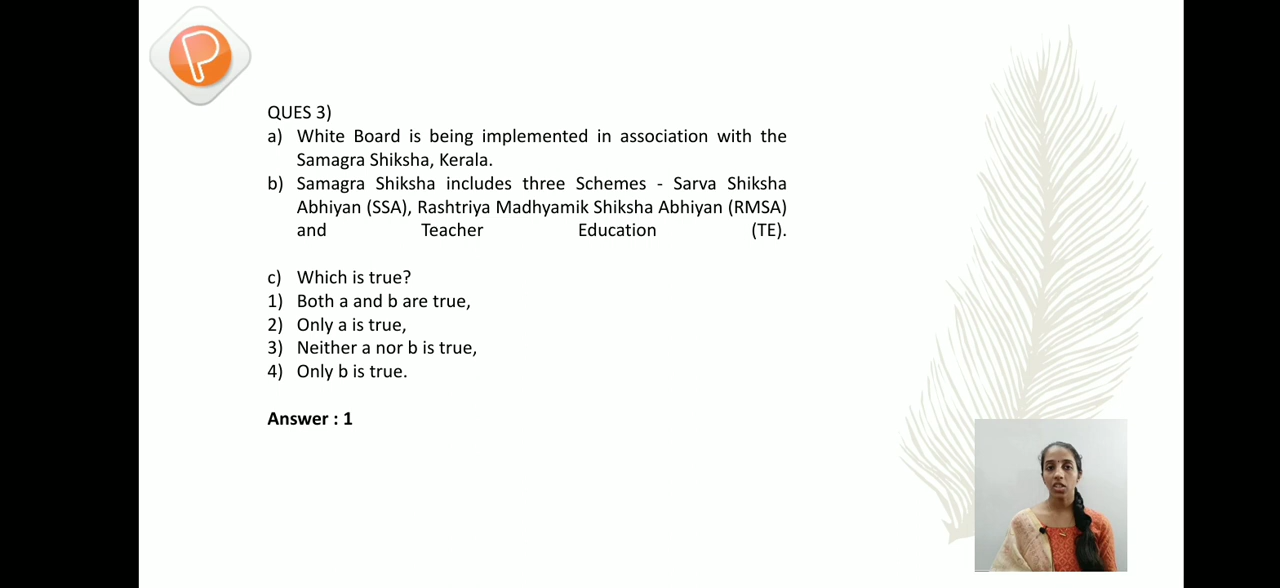 QUES 3)
a) White Board is being implemented in association with the
Samagra Shiksha, Kerala.
b) Samagra Shiksha includes three Schemes - Sarva Shiksha
Abhiyan (SSA), Rashtriya Madhyamik Shiksha Abhiyan (RMSA)
and Teacher Education (TE).
c) Which is true?
1) Both a and b are true,
2) Only a is true,
3) Neither a nor b is true,
4) Only b is true.
Answer : 1